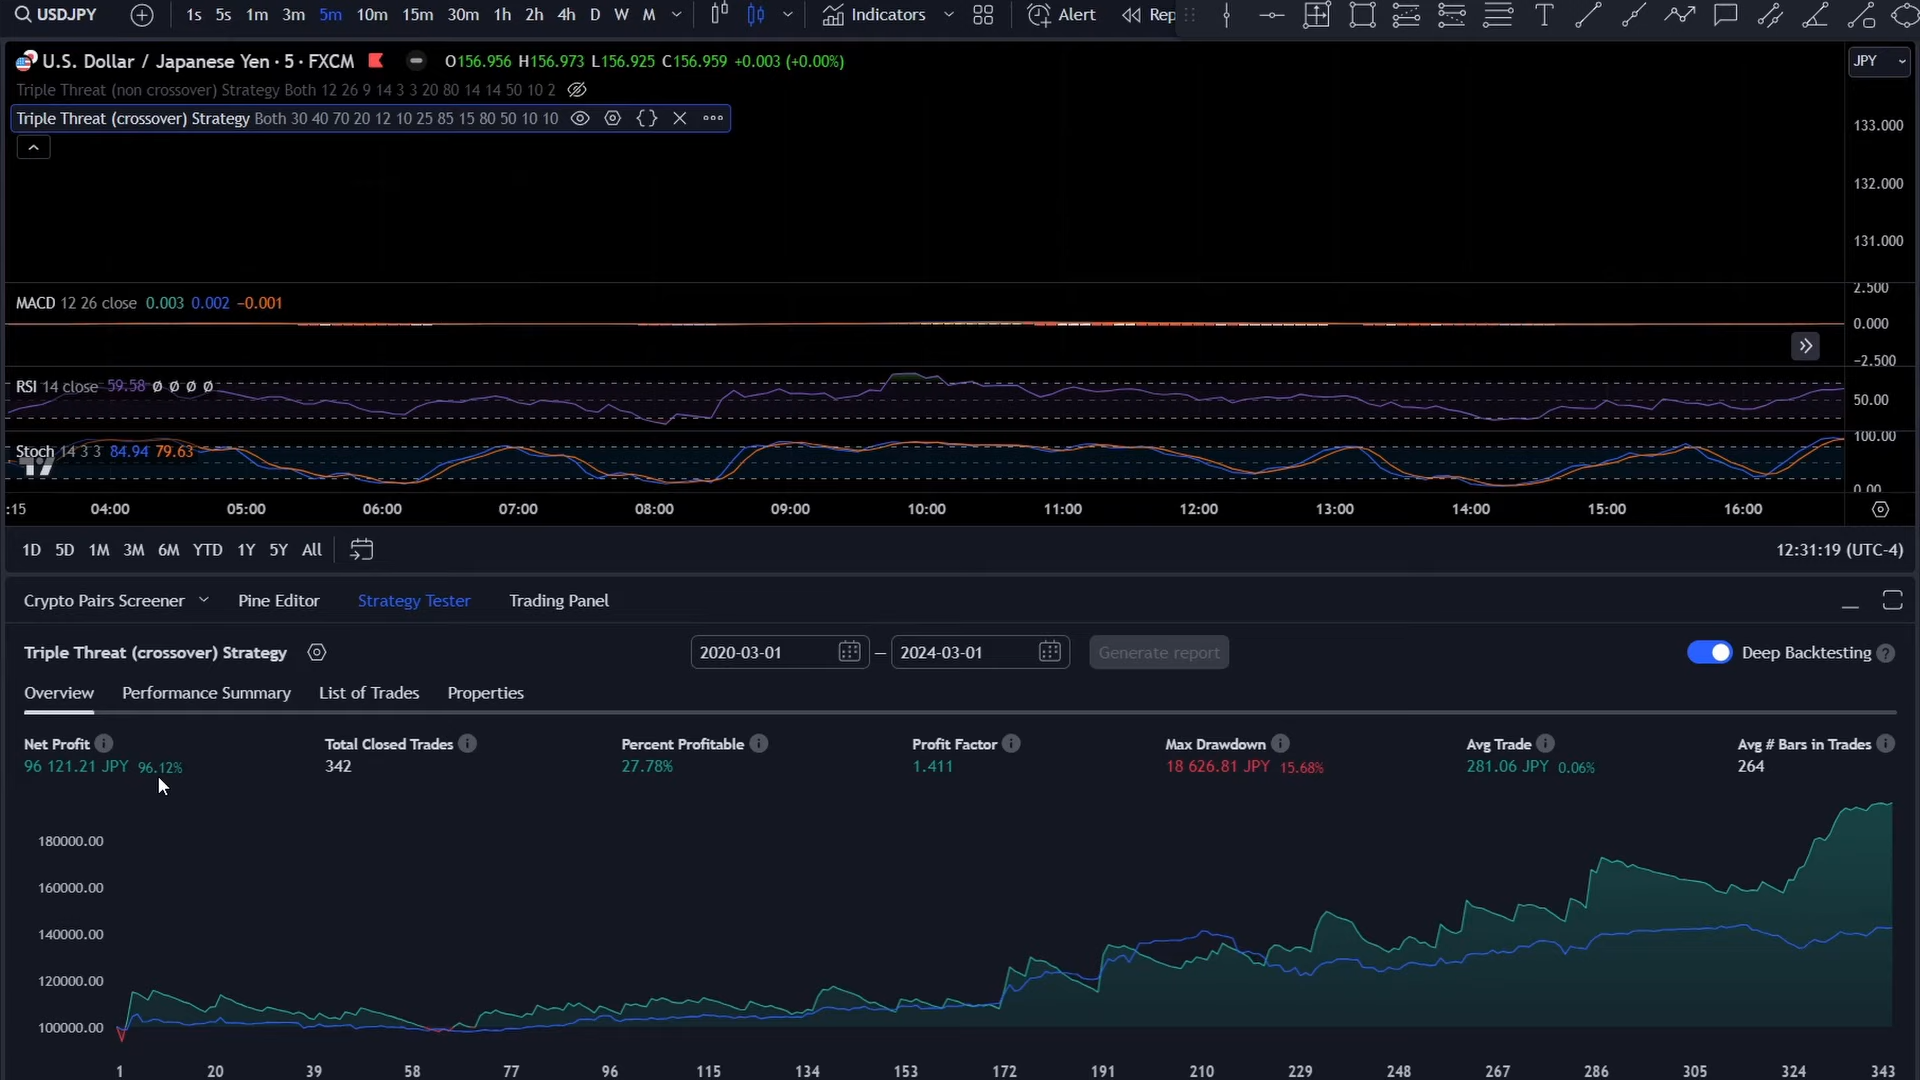 USDJPY 1s 5s 1m 3m 5m 10m 15m 30m 1h 2h 4h D W M Indicators Alert Rep
U.S. Dollar / Japanese Yen · 5 · FXCM O156.956 H156.973 L156.925 C156.959 +0.003 (+0.00%) JPY
Triple Threat (non crossover) Strategy Both 12 26 9 14 3 3 20 80 14 14 50 10 2
Triple Threat (crossover) Strategy Both 30 40 70 20 12 10 25 85 15 80 50 10 10
133.000
132.000
131.000
MACD 12 26 close 0.003 0.002 −0.001
2.500
0.000
−2.500
RSI 14 close 59.58 Ø Ø Ø Ø
50.00
Stoch 14 3 3 84.94 79.63
100.00
0.00
:15 04:00 05:00 06:00 07:00 08:00 09:00 10:00 11:00 12:00 13:00 14:00 15:00 16:00
1D 5D 1M 3M 6M YTD 1Y 5Y All 12:31:19 (UTC-4)
Crypto Pairs Screener Pine Editor Strategy Tester Trading Panel
Triple Threat (crossover) Strategy 2020-03-01 — 2024-03-01 Generate report Deep Backtesting
Overview Performance Summary List of Trades Properties
Net Profit Total Closed Trades Percent Profitable Profit Factor Max Drawdown Avg Trade Avg # Bars in Trades
96 121.21 JPY 96.12% 342 27.78% 1.411 18 626.81 JPY 15.68% 281.06 JPY 0.06% 264
180000.00
160000.00
140000.00
120000.00
100000.00
1 20 39 58 77 96 115 134 153 172 191 210 229 248 267 286 305 324 343